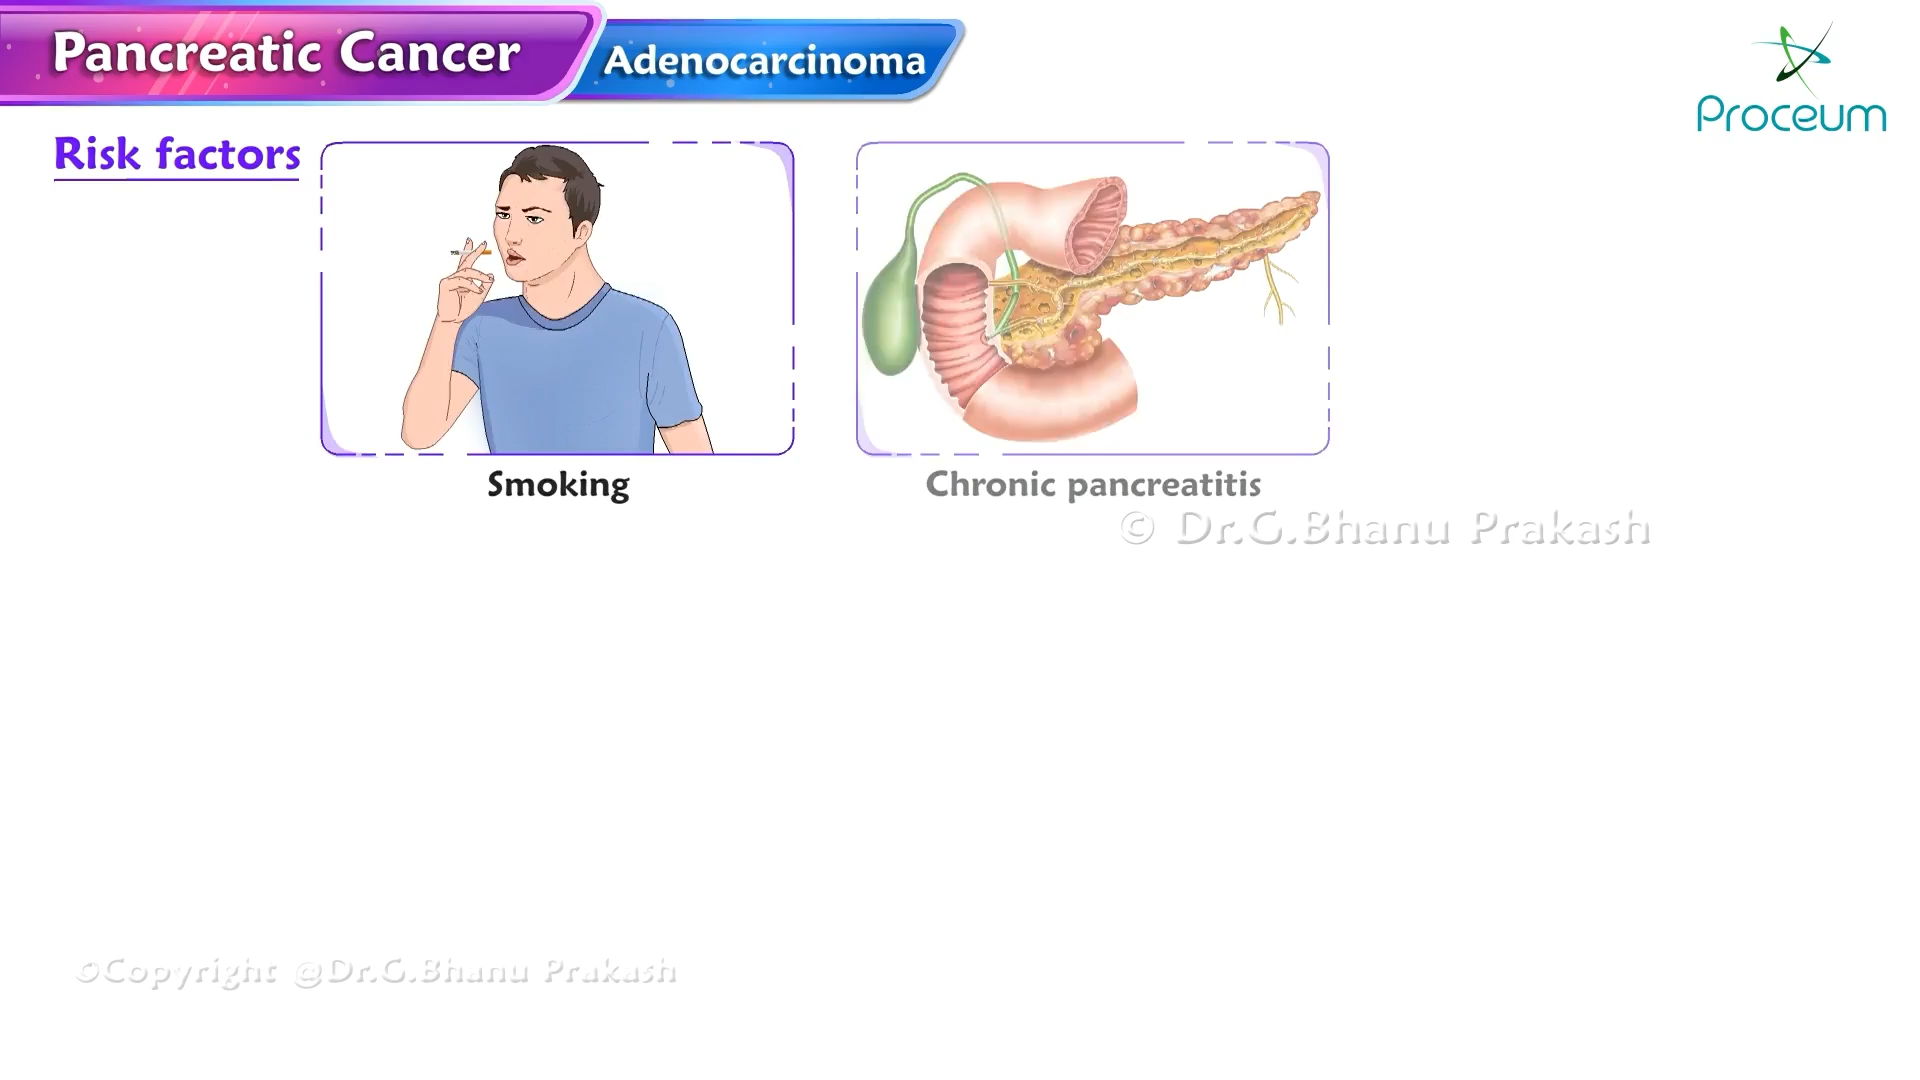 Pancreatic Cancer
Adenocarcinoma
Proceum
Risk factors
Smoking
Chronic pancreatitis
© Dr.G.Bhanu Prakash
©Copyright @Dr.G.Bhanu Prakash